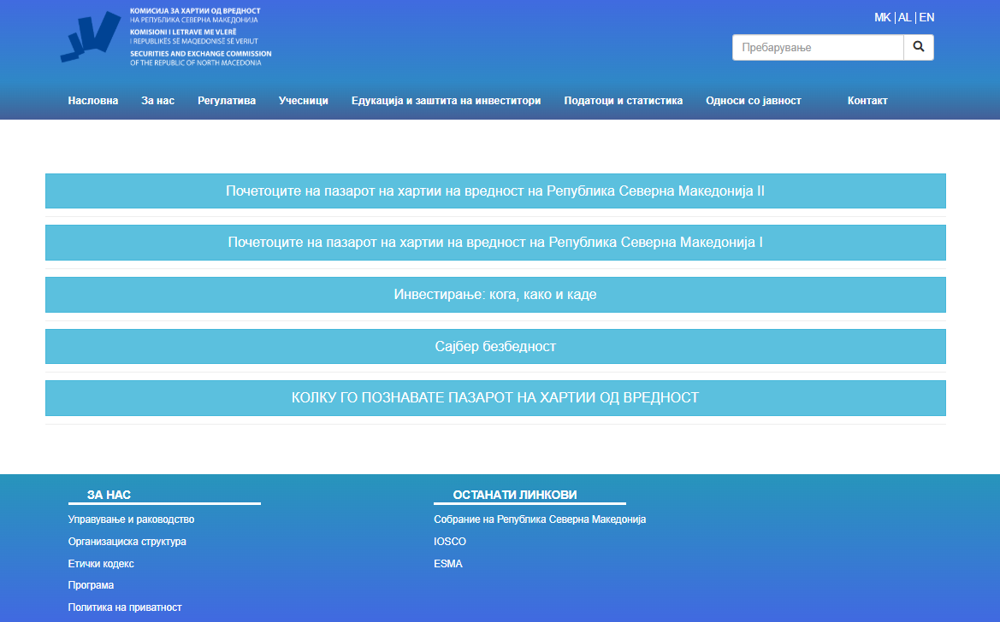 КОМИСИЈА ЗА ХАРТИИ ОД ВРЕДНОСТ
НА РЕПУБЛИКА СЕВЕРНА МАКЕДОНИЈА
KOMISIONI I LETRAVE ME VLERË
I REPUBLIKËS SË MAQEDONISË SË VERIUT
SECURITIES AND EXCHANGE COMMISSION
OF THE REPUBLIC OF NORTH MACEDONIA
MK | AL | EN
Пребарување
Насловна За нас Регулатива Учесници Едукација и заштита на инвеститори Податоци и статистика Односи со јавност Контакт
Почетоците на пазарот на хартии на вредност на Република Северна Македонија II
Почетоците на пазарот на хартии на вредност на Република Северна Македонија I
Инвестирање: кога, како и каде
Сајбер безбедност
КОЛКУ ГО ПОЗНАВАТЕ ПАЗАРОТ НА ХАРТИИ ОД ВРЕДНОСТ
ЗА НАС
Управување и раководство
Организациска структура
Етички кодекс
Програма
Политика на приватност
ОСТАНАТИ ЛИНКОВИ
Собрание на Република Северна Македонија
IOSCO
ESMA